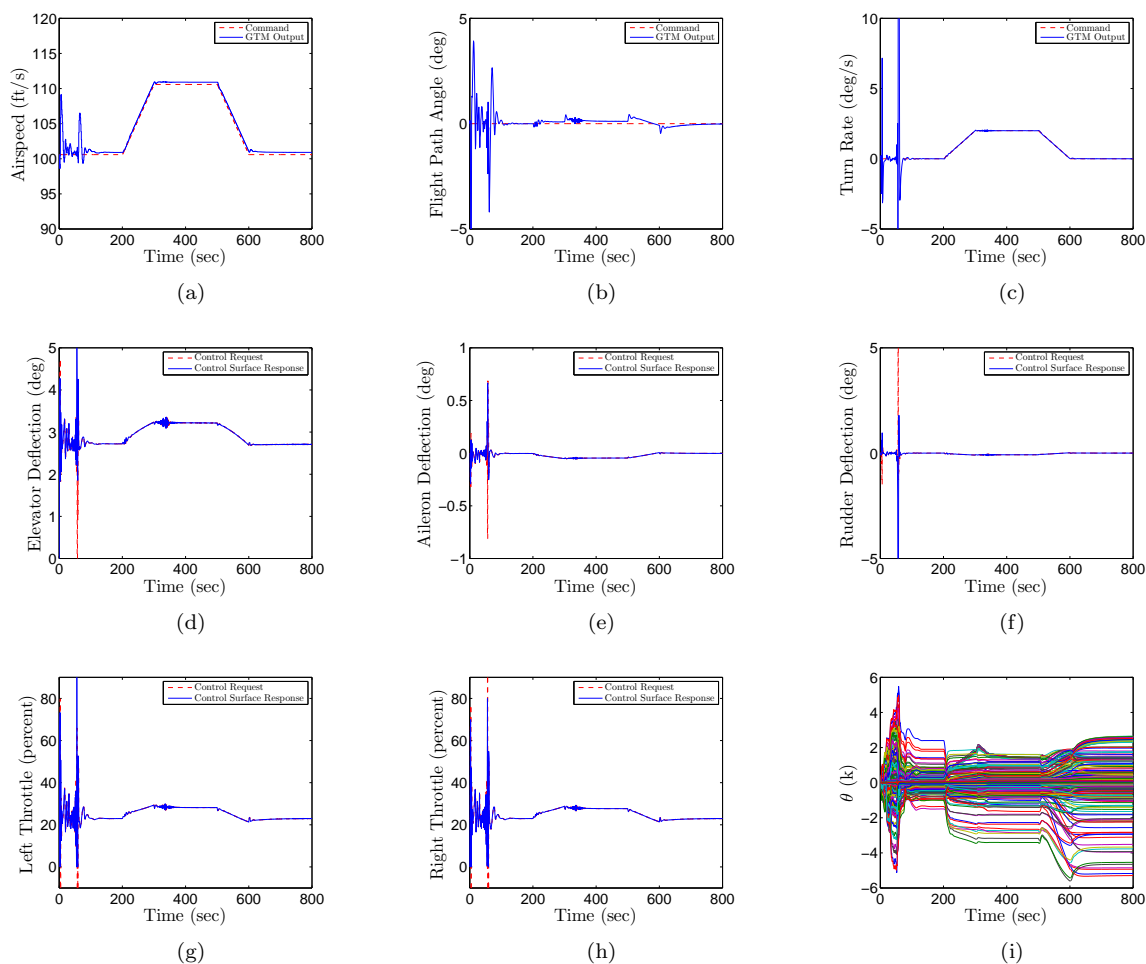 120
Command
GTM Output
115
110
105
100
95
90
Airspeed (ft/s)
0 200 400 600 800
Time (sec)
(a)
5
Command
GTM Output
0
−5
Flight Path Angle (deg)
0 200 400 600 800
Time (sec)
(b)
10
Command
GTM Output
5
0
−5
Turn Rate (deg/s)
0 200 400 600 800
Time (sec)
(c)
5
Control Request
Control Surface Response
4
3
2
1
0
Elevator Deflection (deg)
0 200 400 600 800
Time (sec)
(d)
1
Control Request
Control Surface Response
0.5
0
−0.5
−1
Aileron Deflection (deg)
0 200 400 600 800
Time (sec)
(e)
5
Control Request
Control Surface Response
0
−5
Rudder Deflection (deg)
0 200 400 600 800
Time (sec)
(f)
Control Request
Control Surface Response
80
60
40
20
0
Left Throttle (percent)
0 200 400 600 800
Time (sec)
(g)
Control Request
Control Surface Response
80
60
40
20
0
Right Throttle (percent)
0 200 400 600 800
Time (sec)
(h)
6
4
2
0
−2
−4
−6
θ (k)
0 200 400 600 800
Time (sec)
(i)